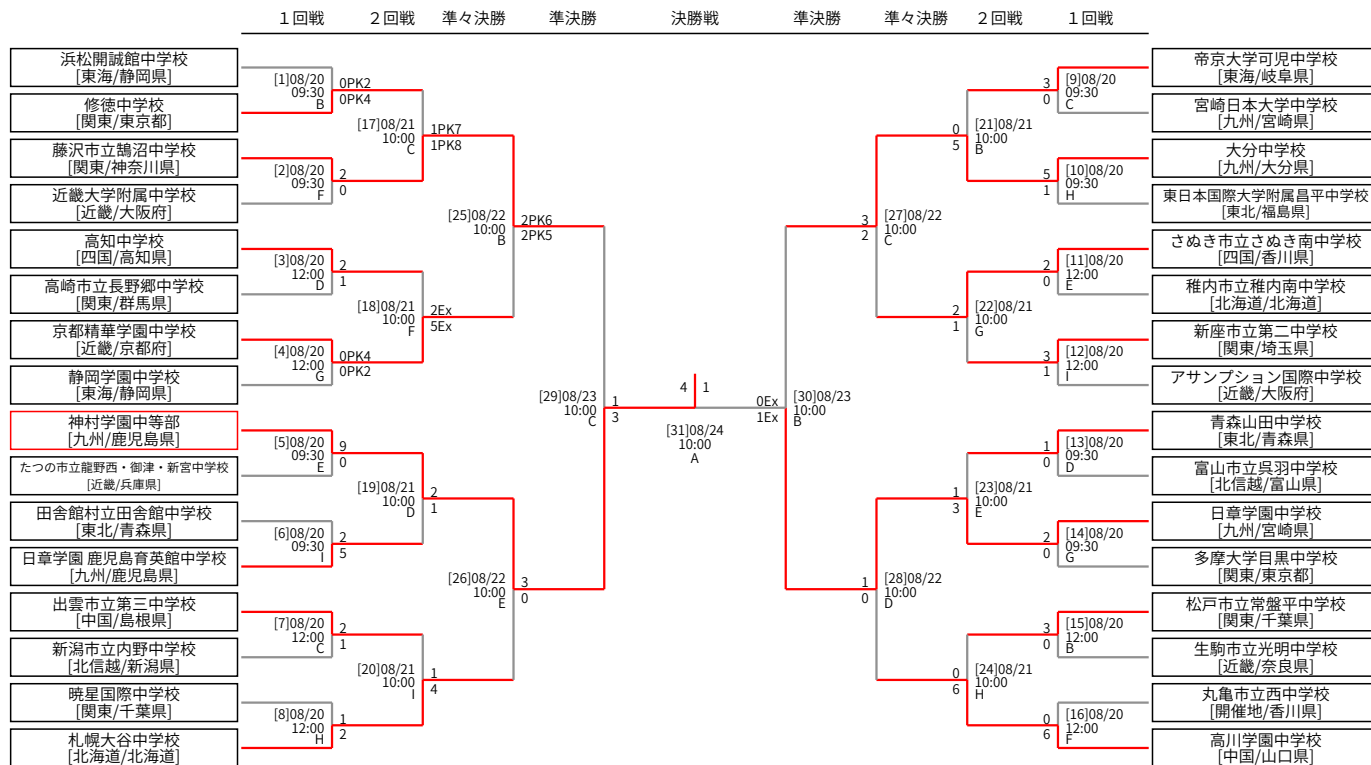 １回戦 ２回戦 準々決勝 準決勝 決勝戦 準決勝 準々決勝 ２回戦 １回戦
浜松開誠館中学校
[東海/静岡県]
修徳中学校
[関東/東京都]
藤沢市立鵠沼中学校
[関東/神奈川県]
近畿大学附属中学校
[近畿/大阪府]
高知中学校
[四国/高知県]
高崎市立長野郷中学校
[関東/群馬県]
京都精華学園中学校
[近畿/京都府]
静岡学園中学校
[東海/静岡県]
神村学園中等部
[九州/鹿児島県]
たつの市立龍野西・御津・新宮中学校
[近畿/兵庫県]
田舎館村立田舎館中学校
[東北/青森県]
日章学園 鹿児島育英館中学校
[九州/鹿児島県]
出雲市立第三中学校
[中国/島根県]
新潟市立内野中学校
[北信越/新潟県]
暁星国際中学校
[関東/千葉県]
札幌大谷中学校
[北海道/北海道]
[1]08/20
09:30
B
0PK2
0PK4
[2]08/20
09:30
F
2
0
[3]08/20
12:00
D
2
1
[4]08/20
12:00
G
0PK4
0PK2
[5]08/20
09:30
E
9
0
[6]08/20
09:30
I
2
5
[7]08/20
12:00
C
2
1
[8]08/20
12:00
H
1
2
[17]08/21
10:00
C
1PK7
1PK8
[18]08/21
10:00
F
2Ex
5Ex
[19]08/21
10:00
D
2
1
[20]08/21
10:00
I
1
4
[25]08/22
10:00
B
2PK6
2PK5
[26]08/22
10:00
E
3
0
[29]08/23
10:00
C
1
3
4 1
[31]08/24
10:00
A
0Ex
1Ex
[30]08/23
10:00
B
3
2
[27]08/22
10:00
C
1
0
[28]08/22
10:00
D
0
5
[21]08/21
10:00
B
2
1
[22]08/21
10:00
G
1
3
[23]08/21
10:00
E
0
6
[24]08/21
10:00
H
3
0
[9]08/20
09:30
C
5
1
[10]08/20
09:30
H
2
0
[11]08/20
12:00
E
3
1
[12]08/20
12:00
I
1
0
[13]08/20
09:30
D
2
0
[14]08/20
09:30
G
3
0
[15]08/20
12:00
B
0
6
[16]08/20
12:00
F
帝京大学可児中学校
[東海/岐阜県]
宮崎日本大学中学校
[九州/宮崎県]
大分中学校
[九州/大分県]
東日本国際大学附属昌平中学校
[東北/福島県]
さぬき市立さぬき南中学校
[四国/香川県]
稚内市立稚内南中学校
[北海道/北海道]
新座市立第二中学校
[関東/埼玉県]
アサンプション国際中学校
[近畿/大阪府]
青森山田中学校
[東北/青森県]
富山市立呉羽中学校
[北信越/富山県]
日章学園中学校
[九州/宮崎県]
多摩大学目黒中学校
[関東/東京都]
松戸市立常盤平中学校
[関東/千葉県]
生駒市立光明中学校
[近畿/奈良県]
丸亀市立西中学校
[開催地/香川県]
高川学園中学校
[中国/山口県]